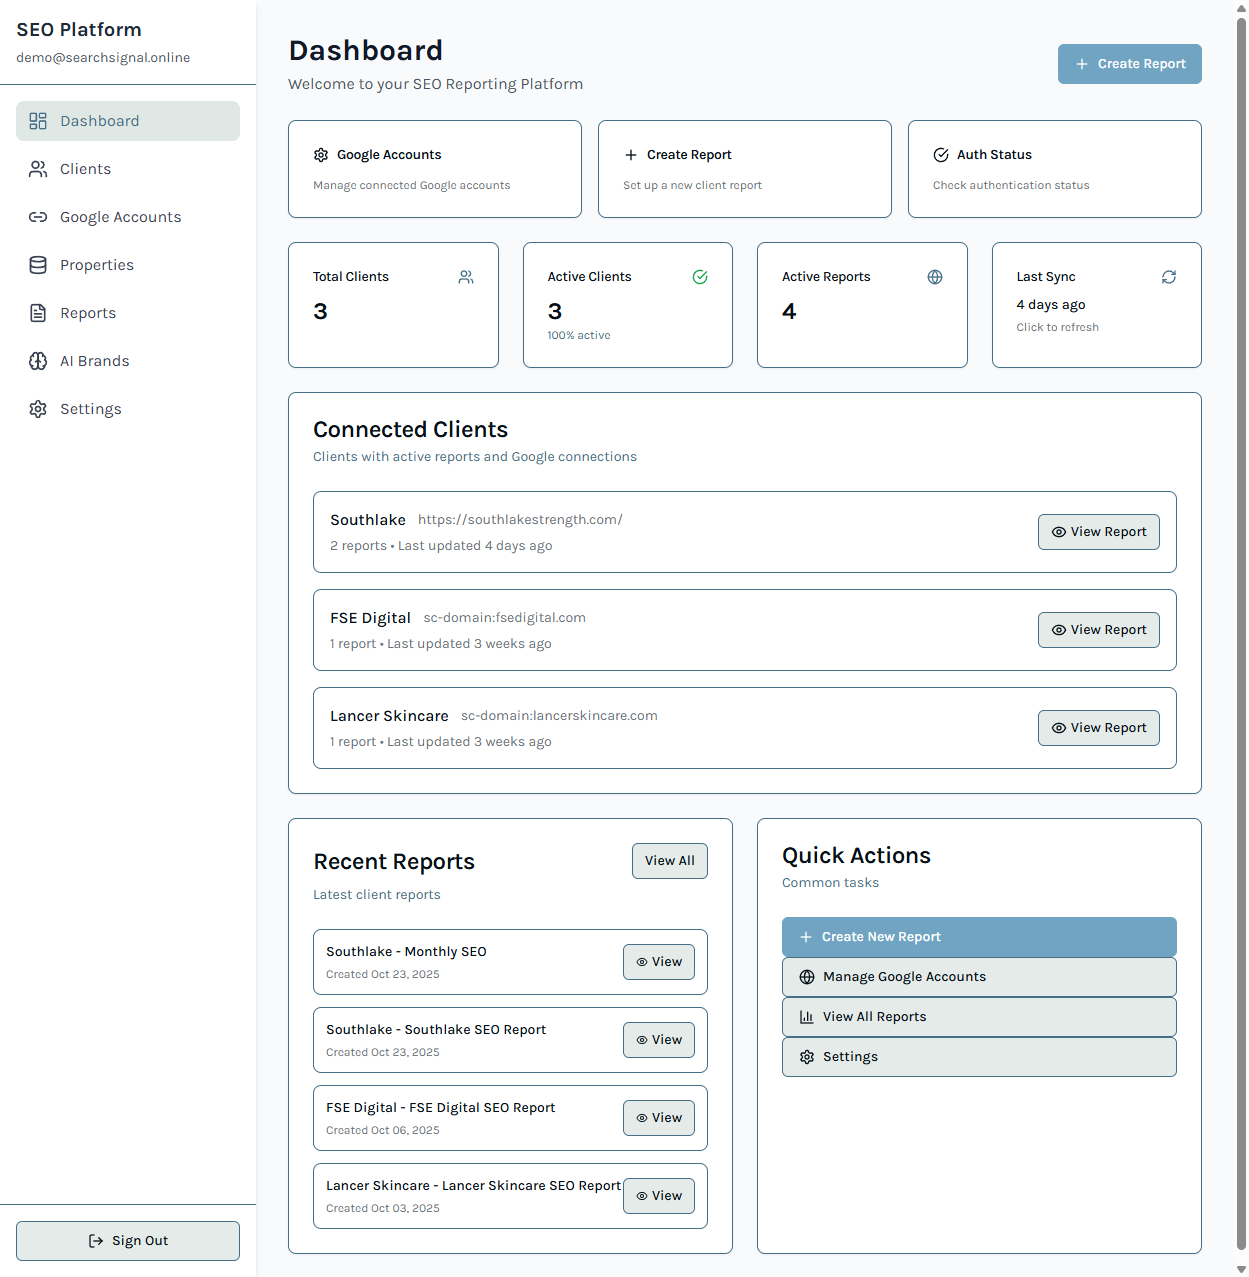 SEO Platform
demo@searchsignal.online
Dashboard
Clients
Google Accounts
Properties
Reports
AI Brands
Settings
Sign Out
Dashboard
Welcome to your SEO Reporting Platform
Create Report
Google Accounts
Manage connected Google accounts
Create Report
Set up a new client report
Auth Status
Check authentication status
Total Clients
3
Active Clients
3
100% active
Active Reports
4
Last Sync
4 days ago
Click to refresh
Connected Clients
Clients with active reports and Google connections
Southlake https://southlakestrength.com/
2 reports • Last updated 4 days ago
View Report
FSE Digital sc-domain:fsedigital.com
1 report • Last updated 3 weeks ago
View Report
Lancer Skincare sc-domain:lancerskincare.com
1 report • Last updated 3 weeks ago
View Report
Recent Reports
View All
Latest client reports
Southlake - Monthly SEO
Created Oct 23, 2025
View
Southlake - Southlake SEO Report
Created Oct 23, 2025
View
FSE Digital - FSE Digital SEO Report
Created Oct 06, 2025
View
Lancer Skincare - Lancer Skincare SEO Report
Created Oct 03, 2025
View
Quick Actions
Common tasks
Create New Report
Manage Google Accounts
View All Reports
Settings